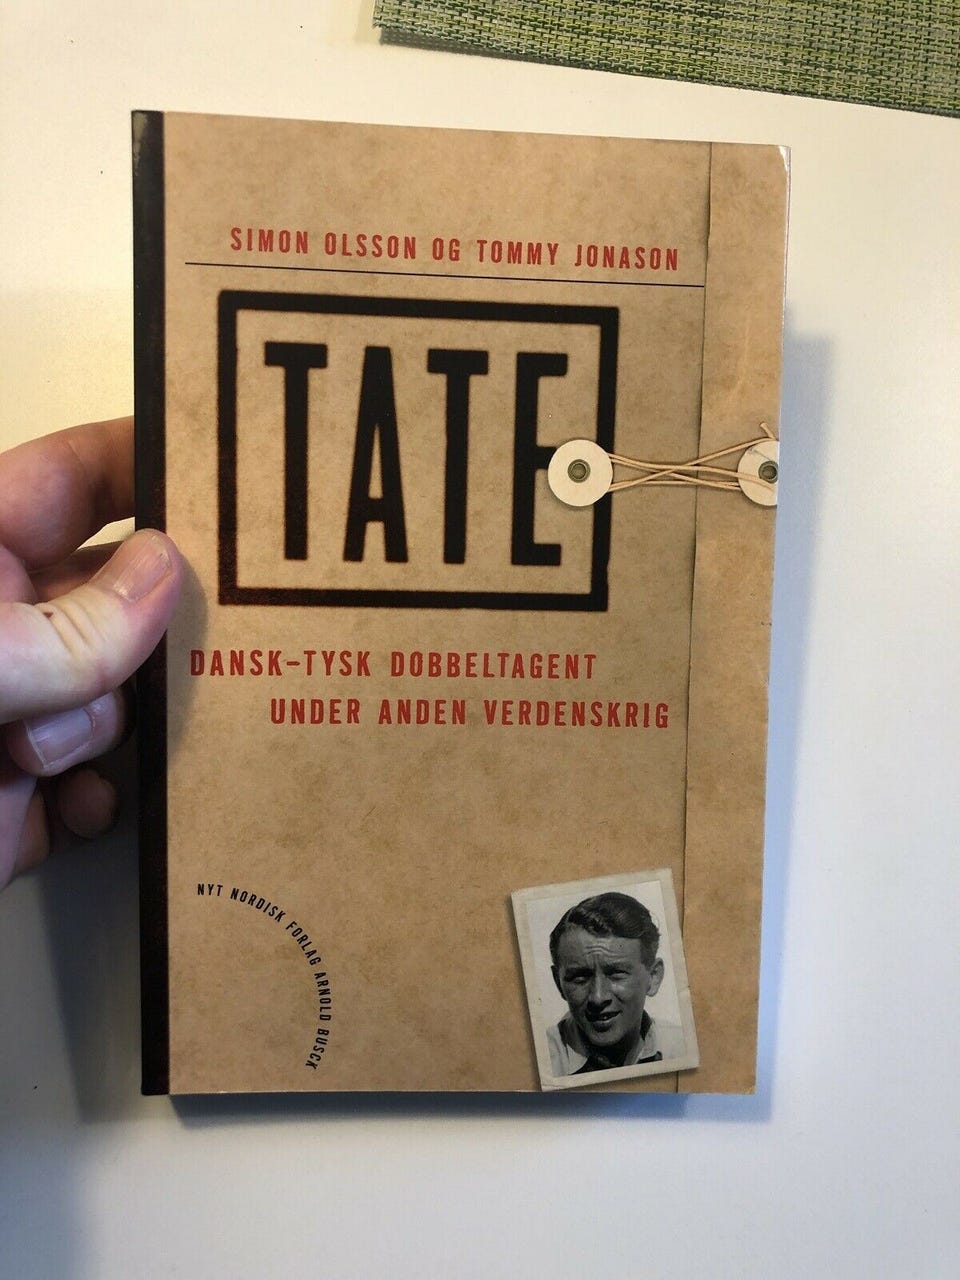 SIMON OLSSON OG TOMMY JONASON
TATE
DANSK-TYSK DOBBELTAGENT
UNDER ANDEN VERDENSKRIG
NYT NORDISK FORLAG ARNOLD BUSCK